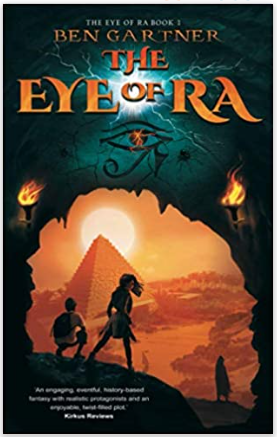 THE EYE OF RA BOOK 1
BEN GARTNER
THE
EYE OF RA
'An engaging, eventful, history-based
fantasy with realistic protagonists and an
enjoyable, twist-filled plot.'
Kirkus Reviews